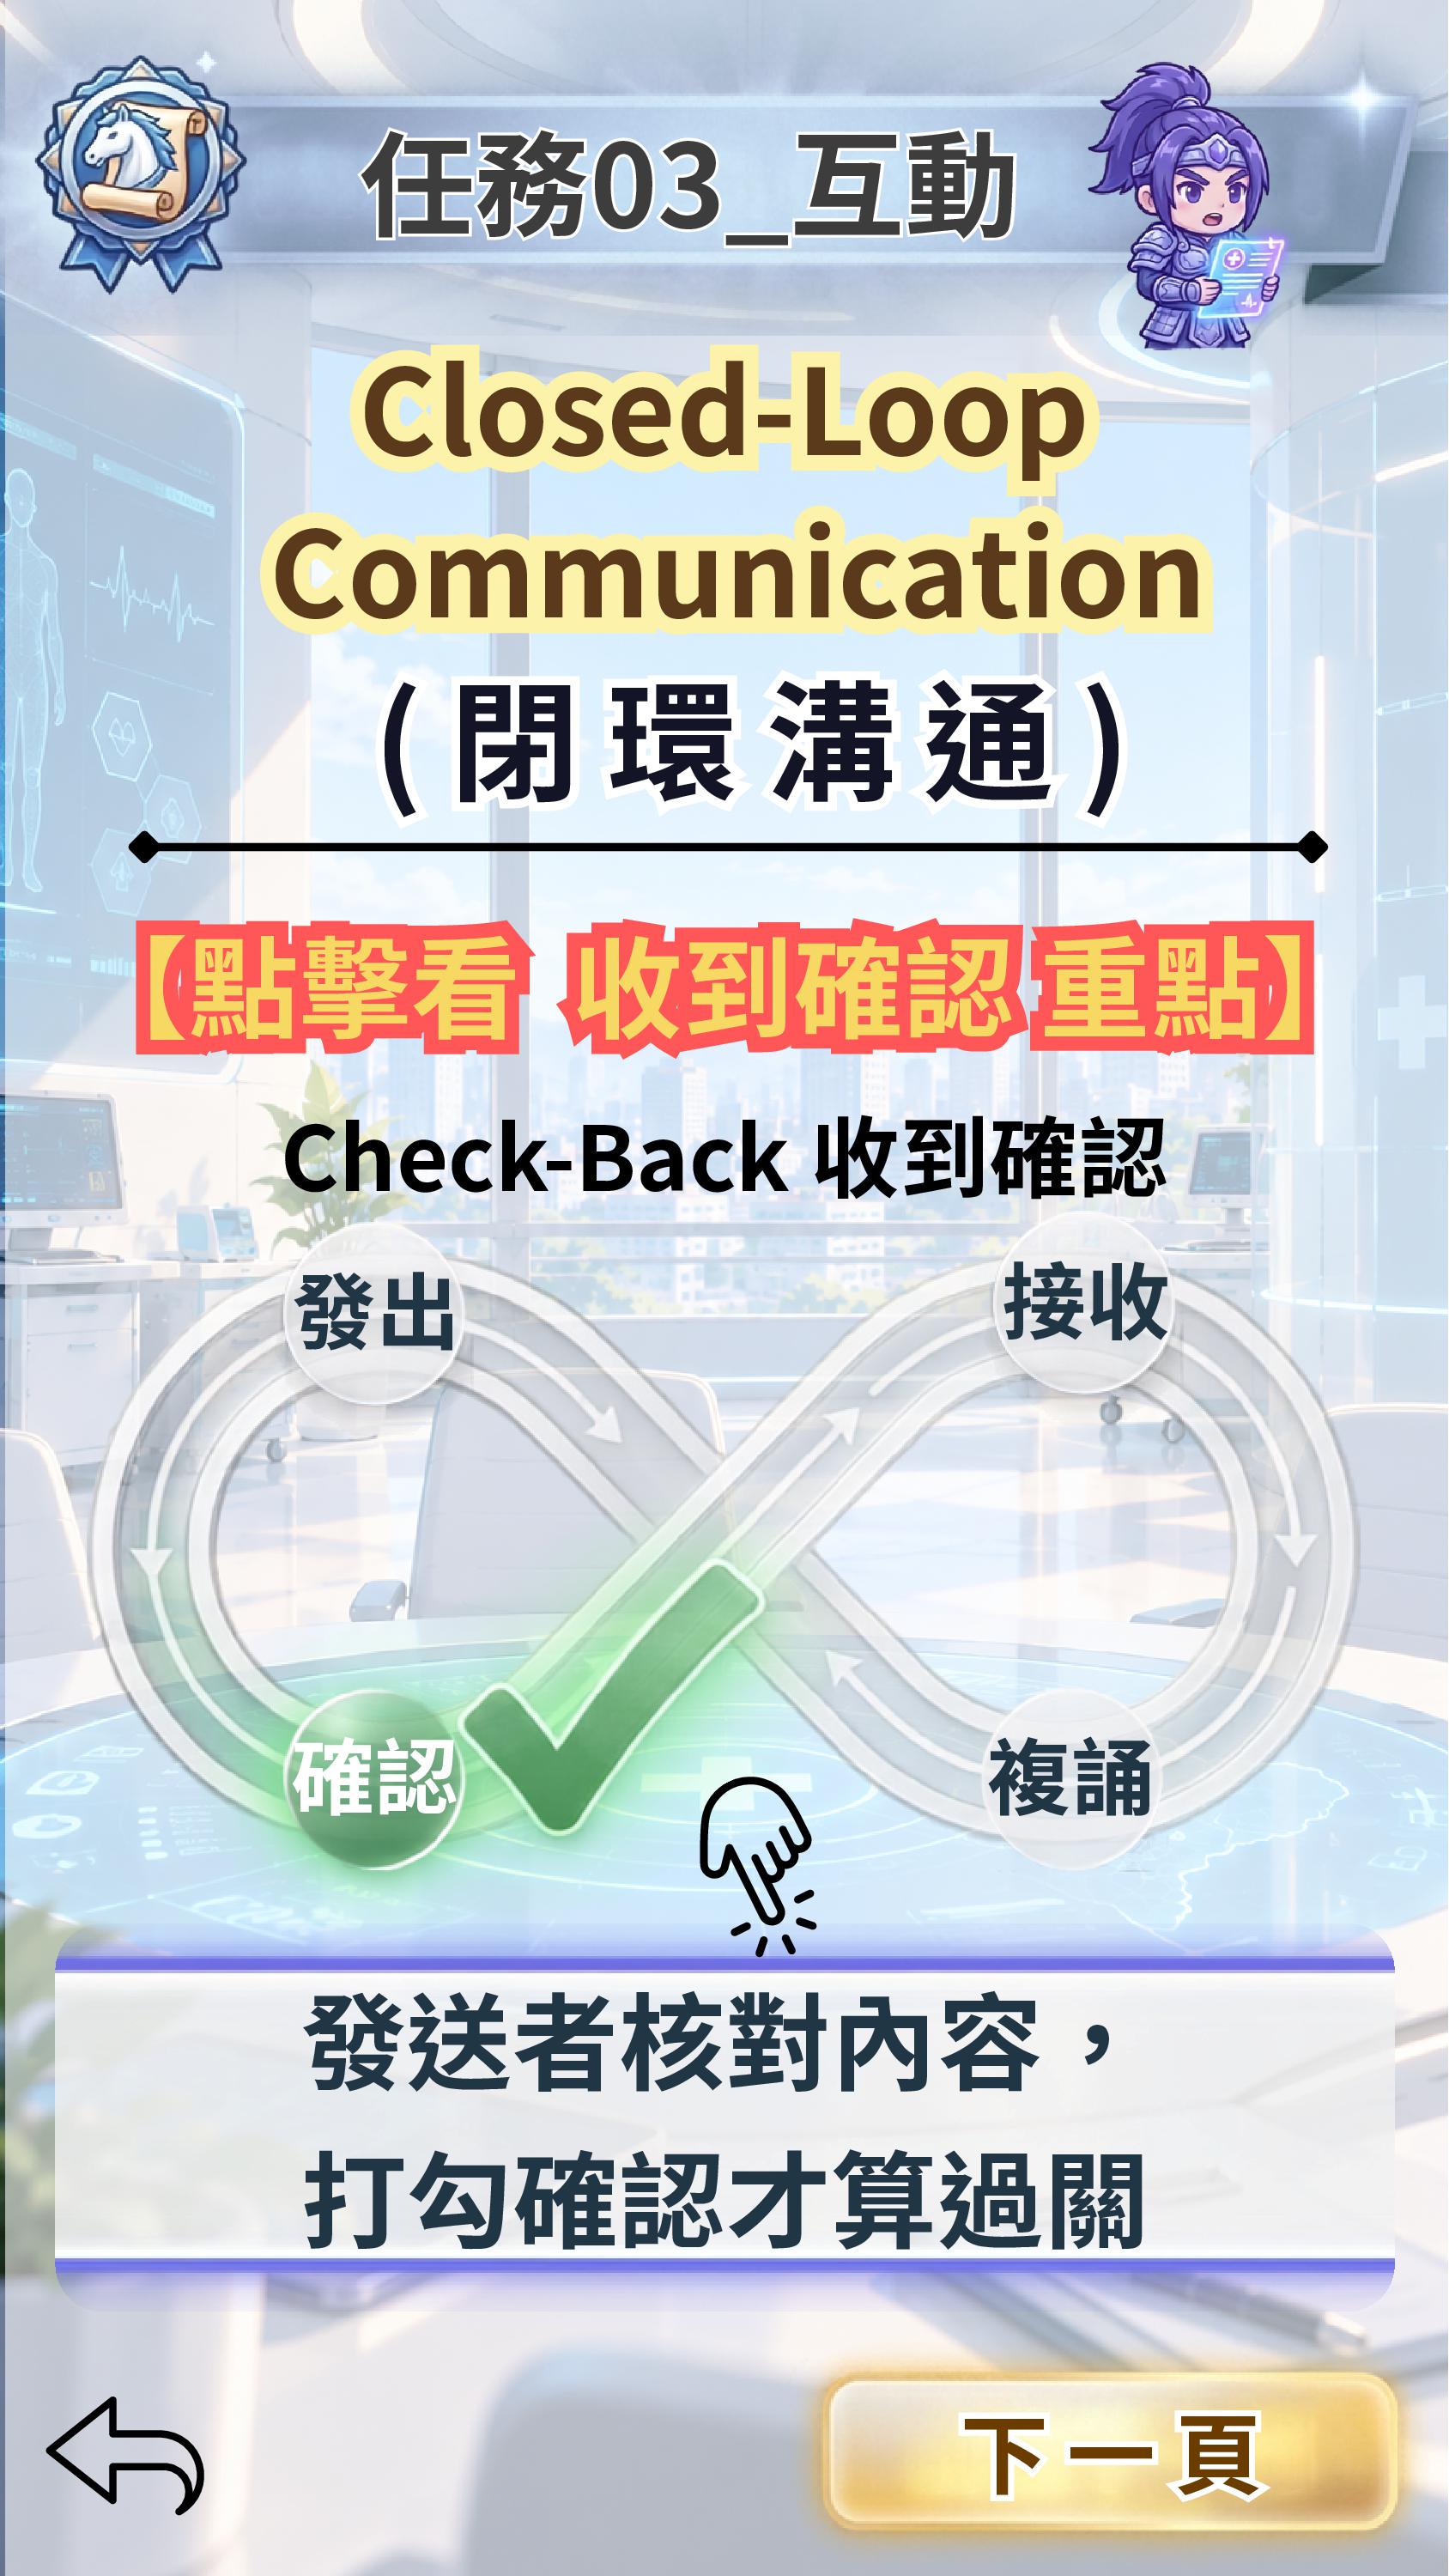 任務03_互動
Closed-Loop
Communication
(閉環溝通)
【點擊看 收到確認 重點】
Check-Back 收到確認
發出
接收
確認
複誦
發送者核對內容，
打勾確認才算過關
下一頁